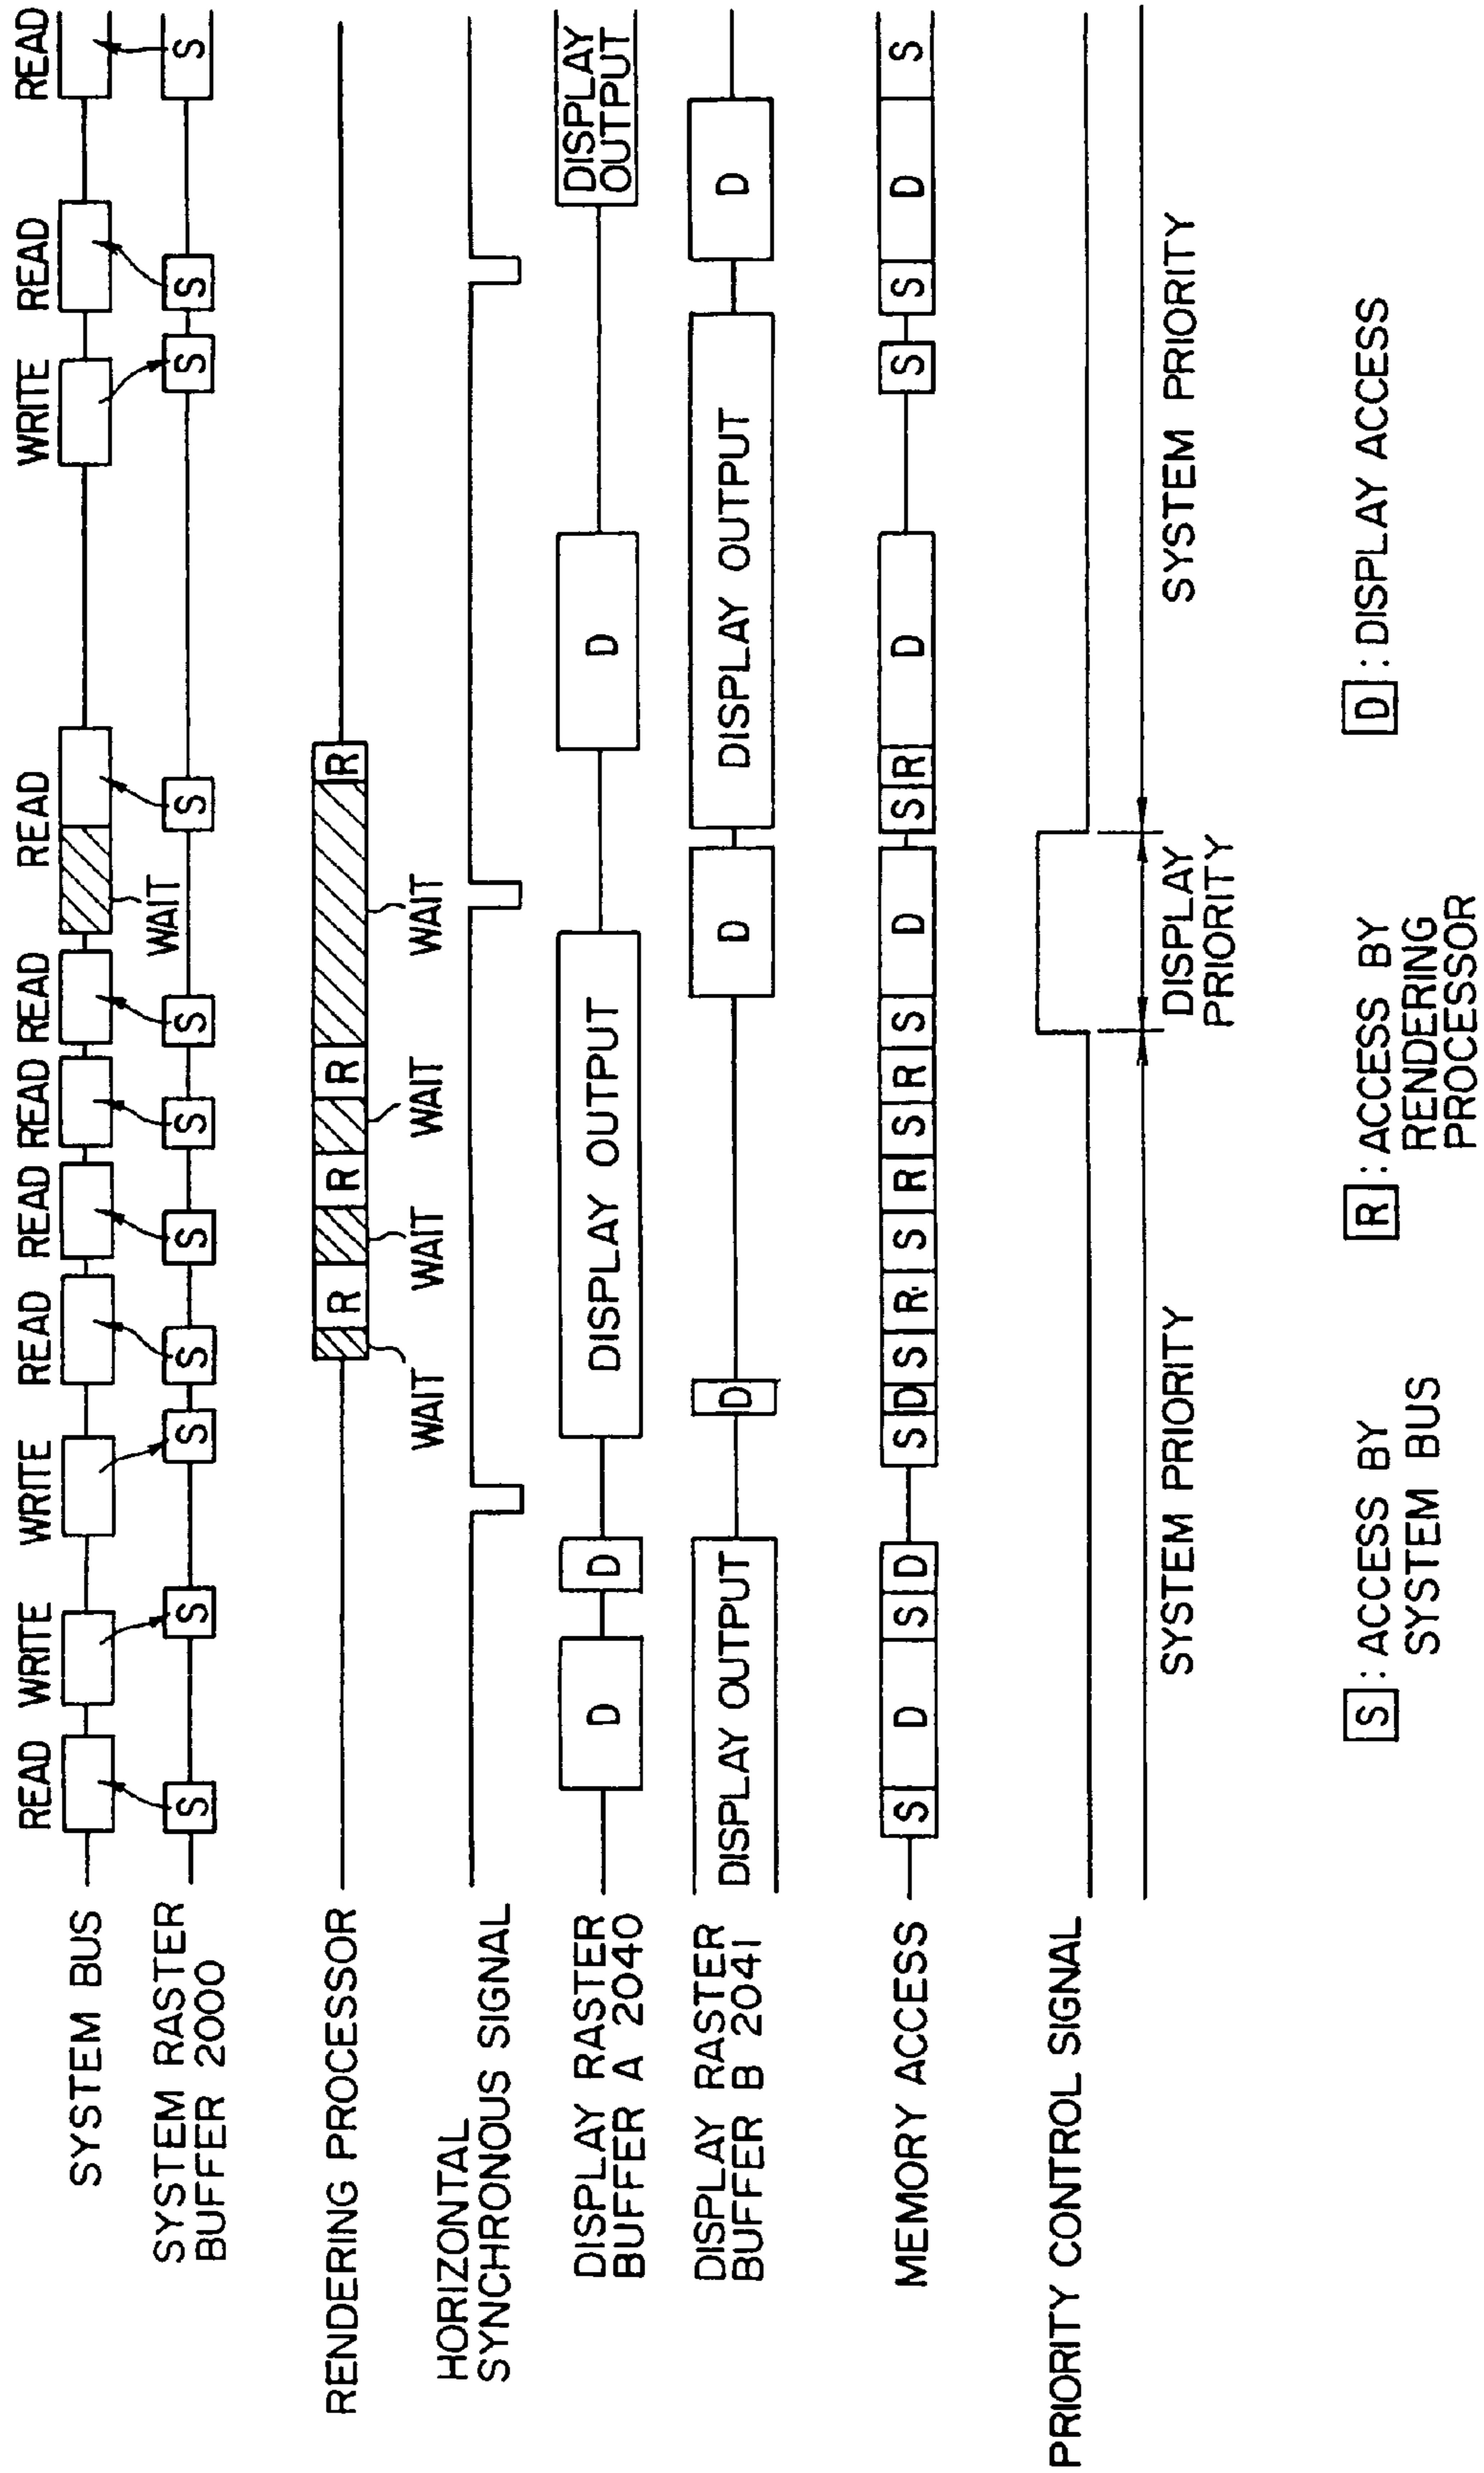 SYSTEM BUS
READ WRITE WRITE READ READ READ READ READ WRITE READ READ
WAIT
SYSTEM RASTER
BUFFER 2000
S S S S S S S S S S S
RENDERING PROCESSOR
R R R R
WAIT WAIT WAIT WAIT
HORIZONTAL
SYNCHRONOUS SIGNAL
DISPLAY RASTER
BUFFER A 2040
D D DISPLAY OUTPUT D DISPLAY
OUTPUT
DISPLAY RASTER
BUFFER B 2041
DISPLAY OUTPUT D D DISPLAY OUTPUT D
MEMORY ACCESS
S D S D S D S R S R S R S D S R D S S D S
PRIORITY CONTROL SIGNAL
SYSTEM PRIORITY
DISPLAY
PRIORITY
SYSTEM PRIORITY
S : ACCESS BY
SYSTEM BUS
R : ACCESS BY
RENDERING
PROCESSOR
D : DISPLAY ACCESS